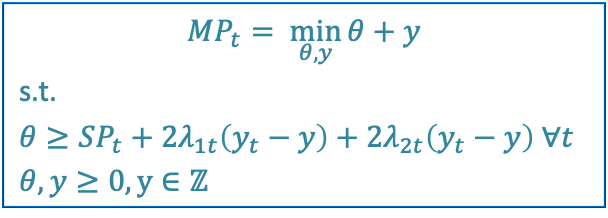 MP_t = min_{θ,y} θ + y
s.t.
θ ≥ SP_t + 2λ_{1t}(y_t − y) + 2λ_{2t}(y_t − y) ∀t
θ, y ≥ 0, y ∈ ℤ